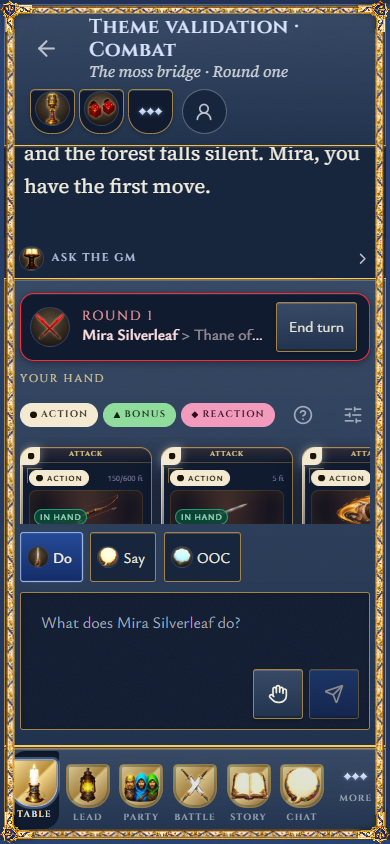 Theme validation ·
Combat
The moss bridge · Round one
and the forest falls silent. Mira, you
have the first move.
ASK THE GM
ROUND 1
Mira Silverleaf > Thane of...
End turn
YOUR HAND
ACTION
BONUS
REACTION
ATTACK
ATTACK
ATTACK
ACTION
150/600 ft
ACTION
5 ft
ACTION
IN HAND
IN HAND
Do
Say
OOC
What does Mira Silverleaf do?
TABLE
LEAD
PARTY
BATTLE
STORY
CHAT
MORE